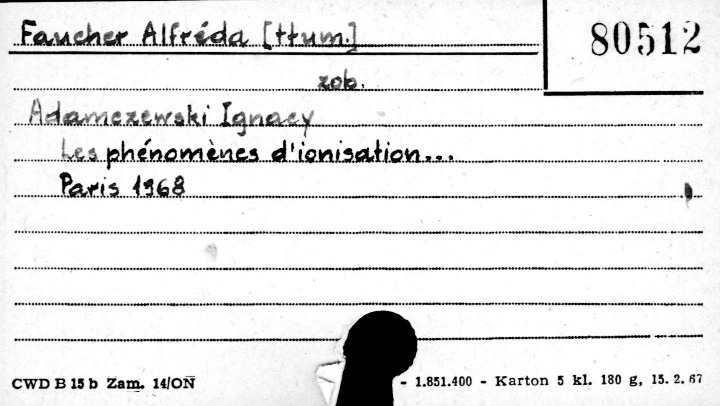 Faucher Alfréda [tłum.]
80512
zob.
Adamczewski Ignacy
Les phénomènes d'ionisation...
Paris 1968
CWD B 15 b Zam. 14/ON - 1.851.400 - Karton 5 kl. 180 g, 15. 2. 67